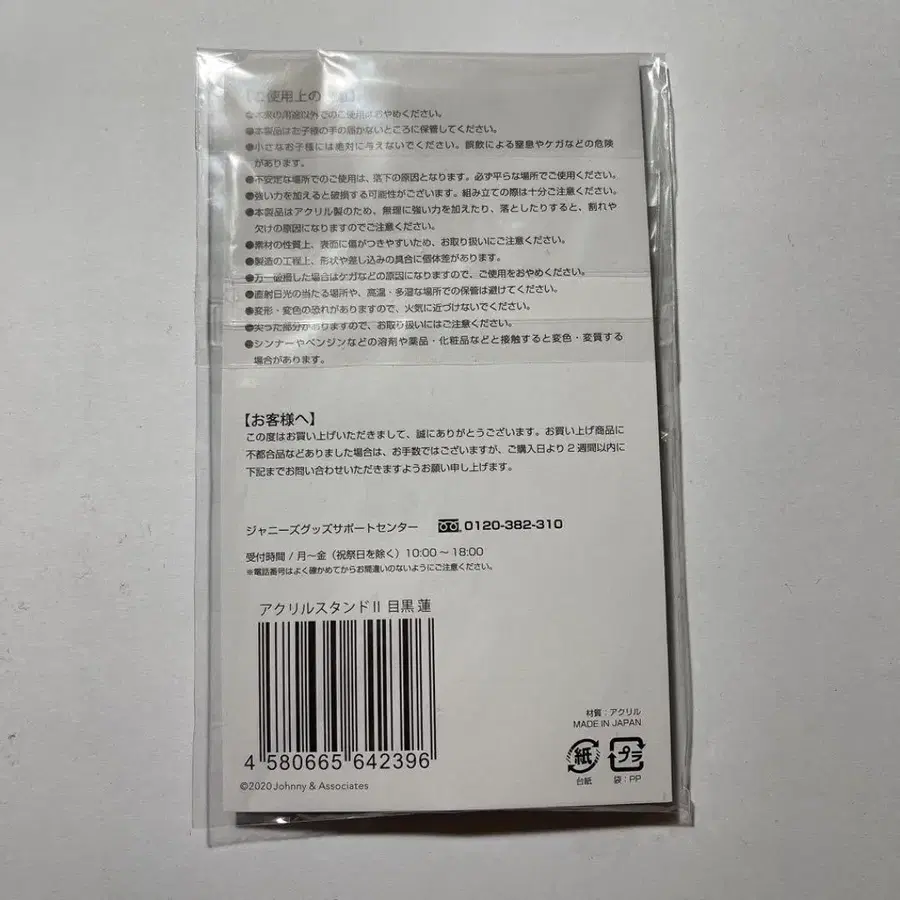 【ご使用上の注意】
●本来の用途以外でのご使用はおやめください。
●本製品はお子様の手の届かないところに保管してください。
●小さなお子様には絶対に与えないでください。誤飲による窒息やケガなどの危険
があります。
●不安定な場所でのご使用は、落下の原因となります。必ず平らな場所でご使用ください。
●強い力を加えると破損する可能性がございます。組み立ての際は十分ご注意ください。
●本製品はアクリル製のため、無理に強い力を加えたり、落としたりすると、割れや
欠けの原因になりますのでご注意ください。
●素材の性質上、表面に傷がつきやすいため、お取り扱いにご注意ください。
●製造の工程上、形状や差し込みの具合に個体差があります。
●万一破損した場合はケガなどの原因になりますので、ご使用をおやめください。
●直射日光の当たる場所や、高温・多湿な場所での保管は避けてください。
●変形・変色の恐れがありますので、火気に近づけないでください。
●尖った部分がありますので、お取り扱いにはご注意ください。
●シンナーやベンジンなどの溶剤や薬品・化粧品などと接触すると変色・変質する
場合があります。
【お客様へ】
この度はお買い上げいただきまして、誠にありがとうございます。お買い上げ商品に
不都合品などありました場合は、お手数ではございますが、ご購入日より2週間以内に
下記までお問い合わせいただきますようお願い申し上げます。
ジャニーズグッズサポートセンター 0120-382-310
受付時間 / 月〜金（祝祭日を除く）10:00〜18:00
※電話番号はよく確かめてからお間違いのないようにご注意ください。
アクリルスタンドII 目黒 蓮
4 580665 642396
©2020 Johnny & Associates
材質：アクリル
MADE IN JAPAN
紙 プラ
台紙 袋：PP